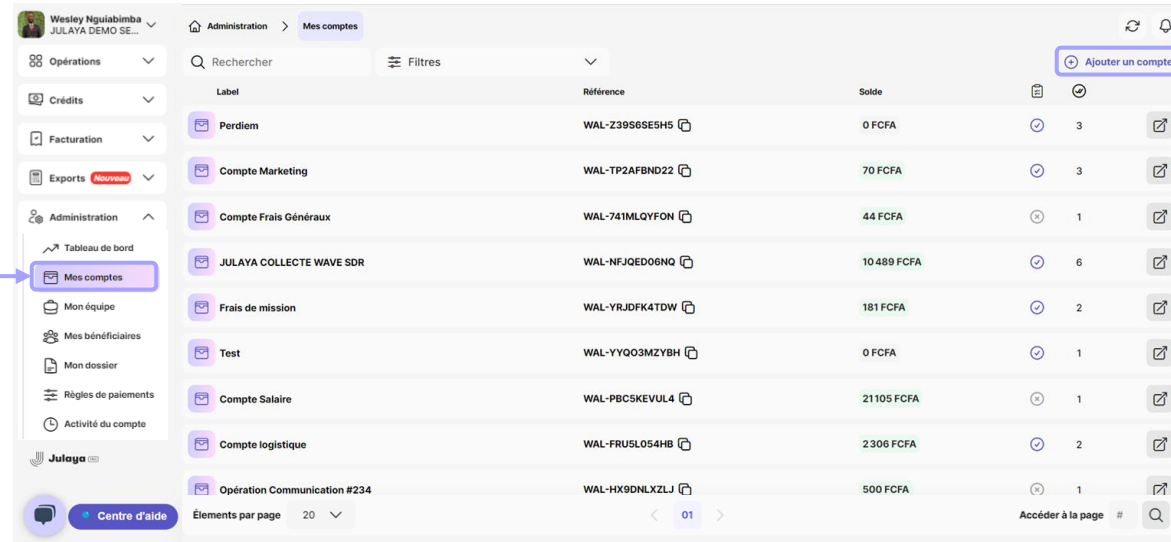 Wesley Nguiabimba
JULAYA DEMO SE...
Administration > Mes comptes
Opérations
Rechercher
Filtres
Ajouter un compte
Label Référence Solde
Crédits
Facturation
Exports Nouveau
Administration
Tableau de bord
Mes comptes
Mon équipe
Mes bénéficiaires
Mon dossier
Règles de paiements
Activité du compte
Julaya PRO
Centre d'aide
Perdiem WAL-Z39S6SE5H5 0 FCFA 3
Compte Marketing WAL-TP2AFBND22 70 FCFA 3
Compte Frais Généraux WAL-741MLQYFON 44 FCFA 1
JULAYA COLLECTE WAVE SDR WAL-NFJQED06NQ 10 489 FCFA 6
Frais de mission WAL-YRJDFK4TDW 181 FCFA 2
Test WAL-YYQO3MZYBH 0 FCFA 1
Compte Salaire WAL-PBC5KEVUL4 21 105 FCFA 1
Compte logistique WAL-FRU5L054HB 2 306 FCFA 2
Opération Communication #234 WAL-HX9DNLXZLJ 500 FCFA 1
Élements par page 20 < 01 > Accéder à la page #